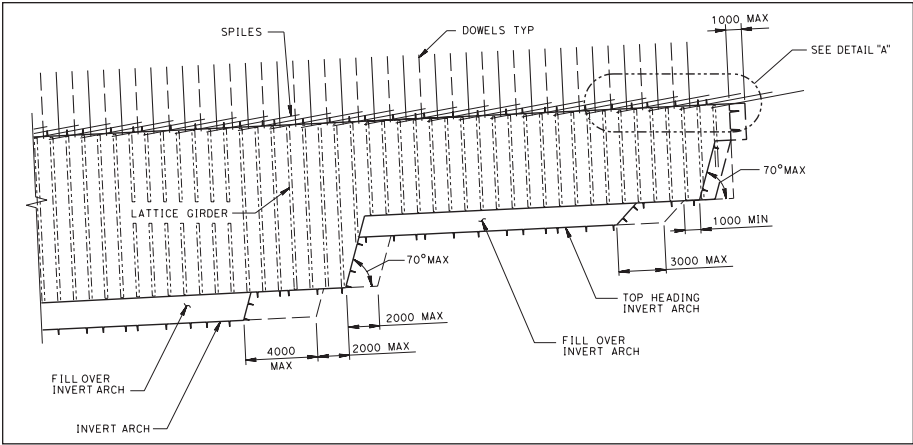 1000 MAX
SPILES
DOWELS TYP
SEE DETAIL "A"
70°MAX
LATTICE GIRDER
1000 MIN
3000 MAX
70°MAX
TOP HEADING
INVERT ARCH
2000 MAX
FILL OVER
INVERT ARCH
4000
MAX
2000 MAX
FILL OVER
INVERT ARCH
INVERT ARCH